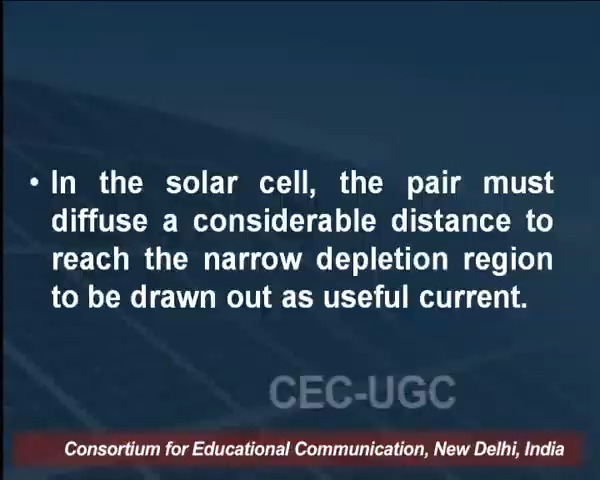 • In the solar cell, the pair must
diffuse a considerable distance to
reach the narrow depletion region
to be drawn out as useful current.
CEC-UGC
Consortium for Educational Communication, New Delhi, India